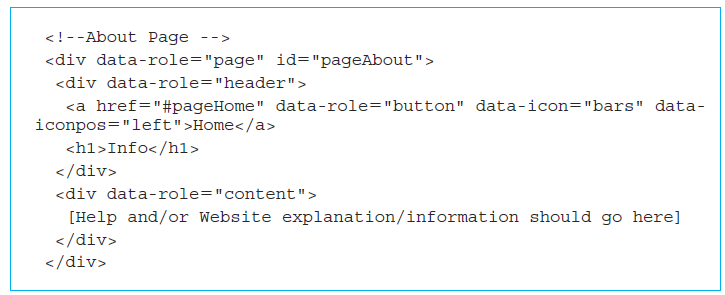 <!--About Page -->
<div data-role="page" id="pageAbout">
<div data-role="header">
<a href="#pageHome" data-role="button" data-icon="bars" data-
iconpos="left">Home</a>
<h1>Info</h1>
</div>
<div data-role="content">
[Help and/or Website explanation/information should go here]
</div>
</div>